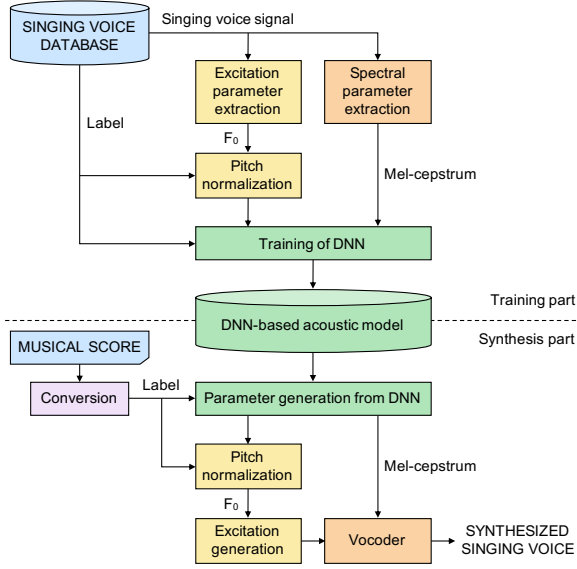 SINGING VOICE
DATABASE
Singing voice signal
Excitation
parameter
extraction
Spectral
parameter
extraction
Label
F₀
Mel-cepstrum
Pitch
normalization
Training of DNN
Training part
DNN-based acoustic model
Synthesis part
MUSICAL SCORE
Label
Conversion
Parameter generation from DNN
Pitch
normalization
Mel-cepstrum
F₀
Excitation
generation
Vocoder
SYNTHESIZED
SINGING VOICE